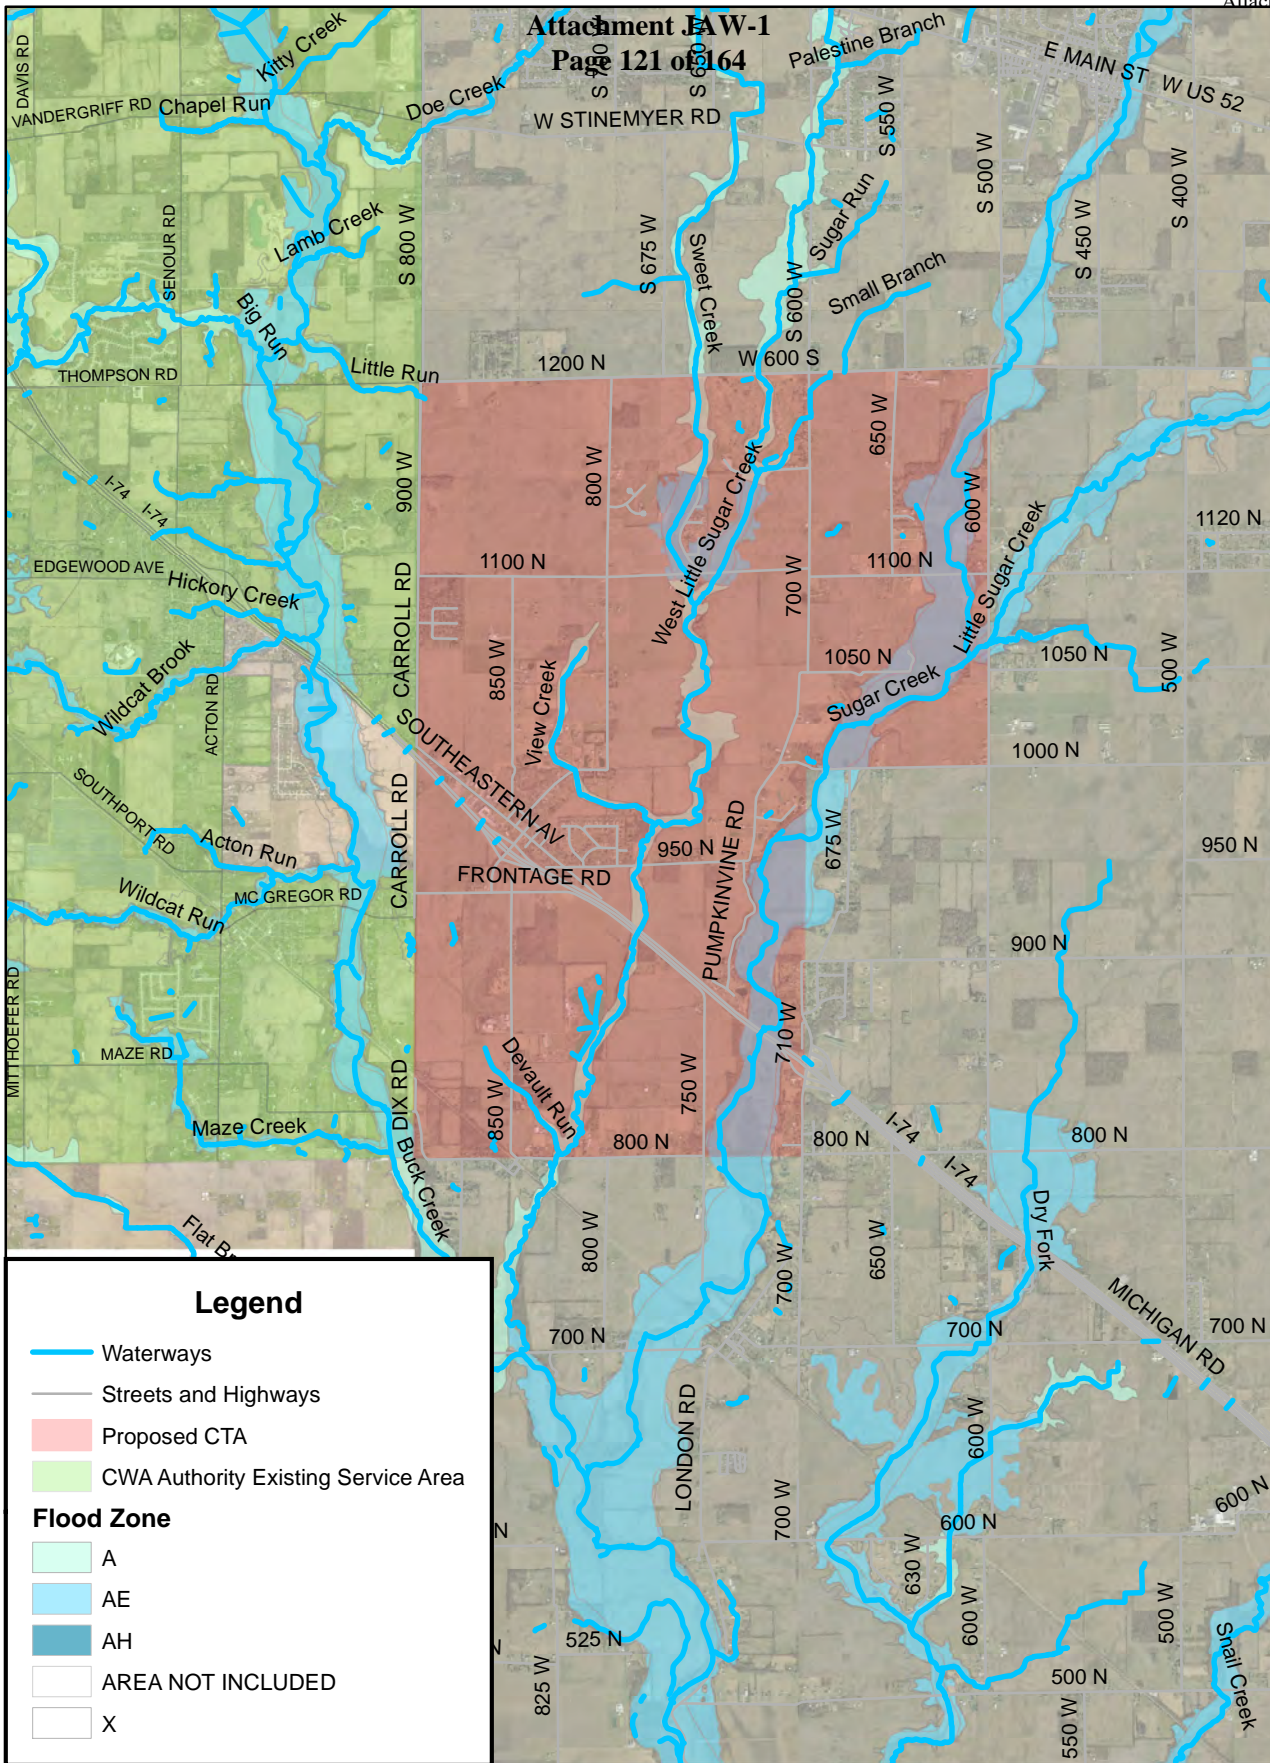 Attac
Attachment JAW-1
Page 121 of 164
DAVIS RD
Kitty Creek
VANDERGRIFF RD
Chapel Run
Doe Creek
S 700 W
S 650 W
Palestine Branch
W STINEMYER RD
S 550 W
E MAIN ST
W US 52
S 500 W
S 400 W
SENOUR RD
Lamb Creek
S 800 W
S 675 W
Sweet Creek
Sugar Run
S 600 W
Small Branch
S 450 W
Big Run
THOMPSON RD
Little Run
1200 N
W 600 S
650 W
I-74
I-74
900 W
800 W
West Little Sugar Creek
600 W
Little Sugar Creek
1120 N
EDGEWOOD AVE
Hickory Creek
1100 N
1100 N
700 W
CARROLL RD
Wildcat Brook
ACTON RD
850 W
View Creek
1050 N
1050 N
500 W
Sugar Creek
SOUTHEASTERN AV
1000 N
SOUTHPORT RD
CARROLL RD
Acton Run
PUMPKINVINE RD
675 W
950 N
950 N
FRONTAGE RD
Wildcat Run
MC GREGOR RD
900 N
MITTHOEFER RD
MAZE RD
DIX RD
850 W
Devault Run
750 W
710 W
Maze Creek
Buck Creek
800 N
800 N
800 N
I-74
I-74
Flat Br
800 W
700 W
650 W
Dry Fork
MICHIGAN RD
700 N
700 N
700 N
LONDON RD
700 W
600 W
600 N
600 N
N
630 W
600 W
500 W
Snail Creek
525 N
825 W
500 N
550 W
Legend
Waterways
Streets and Highways
Proposed CTA
CWA Authority Existing Service Area
Flood Zone
A
AE
AH
AREA NOT INCLUDED
X